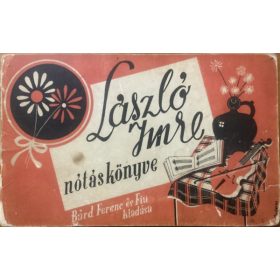 László
Imre
nótáskönyve
Bárd Ferenc és Fia
kiadása